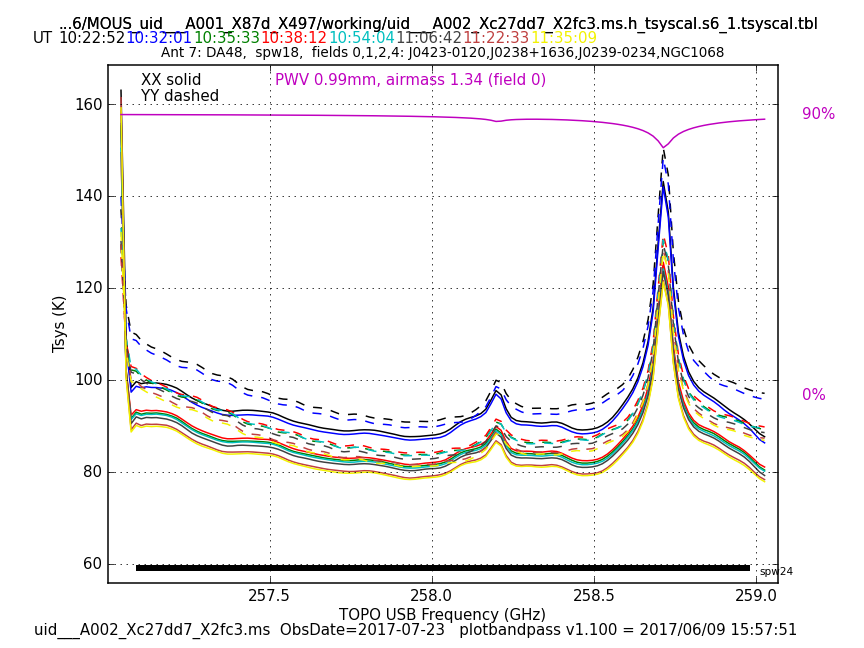 ...6/MOUS_uid___A001_X87d_X497/working/uid___A002_Xc27dd7_X2fc3.ms.h_tsyscal.s6_1.tsyscal.tbl
UT 10:22:52 10:32:01 10:35:33 10:38:12 10:54:04 11:06:42 11:22:33 11:35:09
Ant 7: DA48, spw18, fields 0,1,2,4: J0423-0120,J0238+1636,J0239-0234,NGC1068
XX solid PWV 0.99mm, airmass 1.34 (field 0)
YY dashed
160
90%
140
120
Tsys (K)
100
0%
80
60
spw24
257.5 258.0 258.5 259.0
TOPO USB Frequency (GHz)
uid___A002_Xc27dd7_X2fc3.ms ObsDate=2017-07-23 plotbandpass v1.100 = 2017/06/09 15:57:51